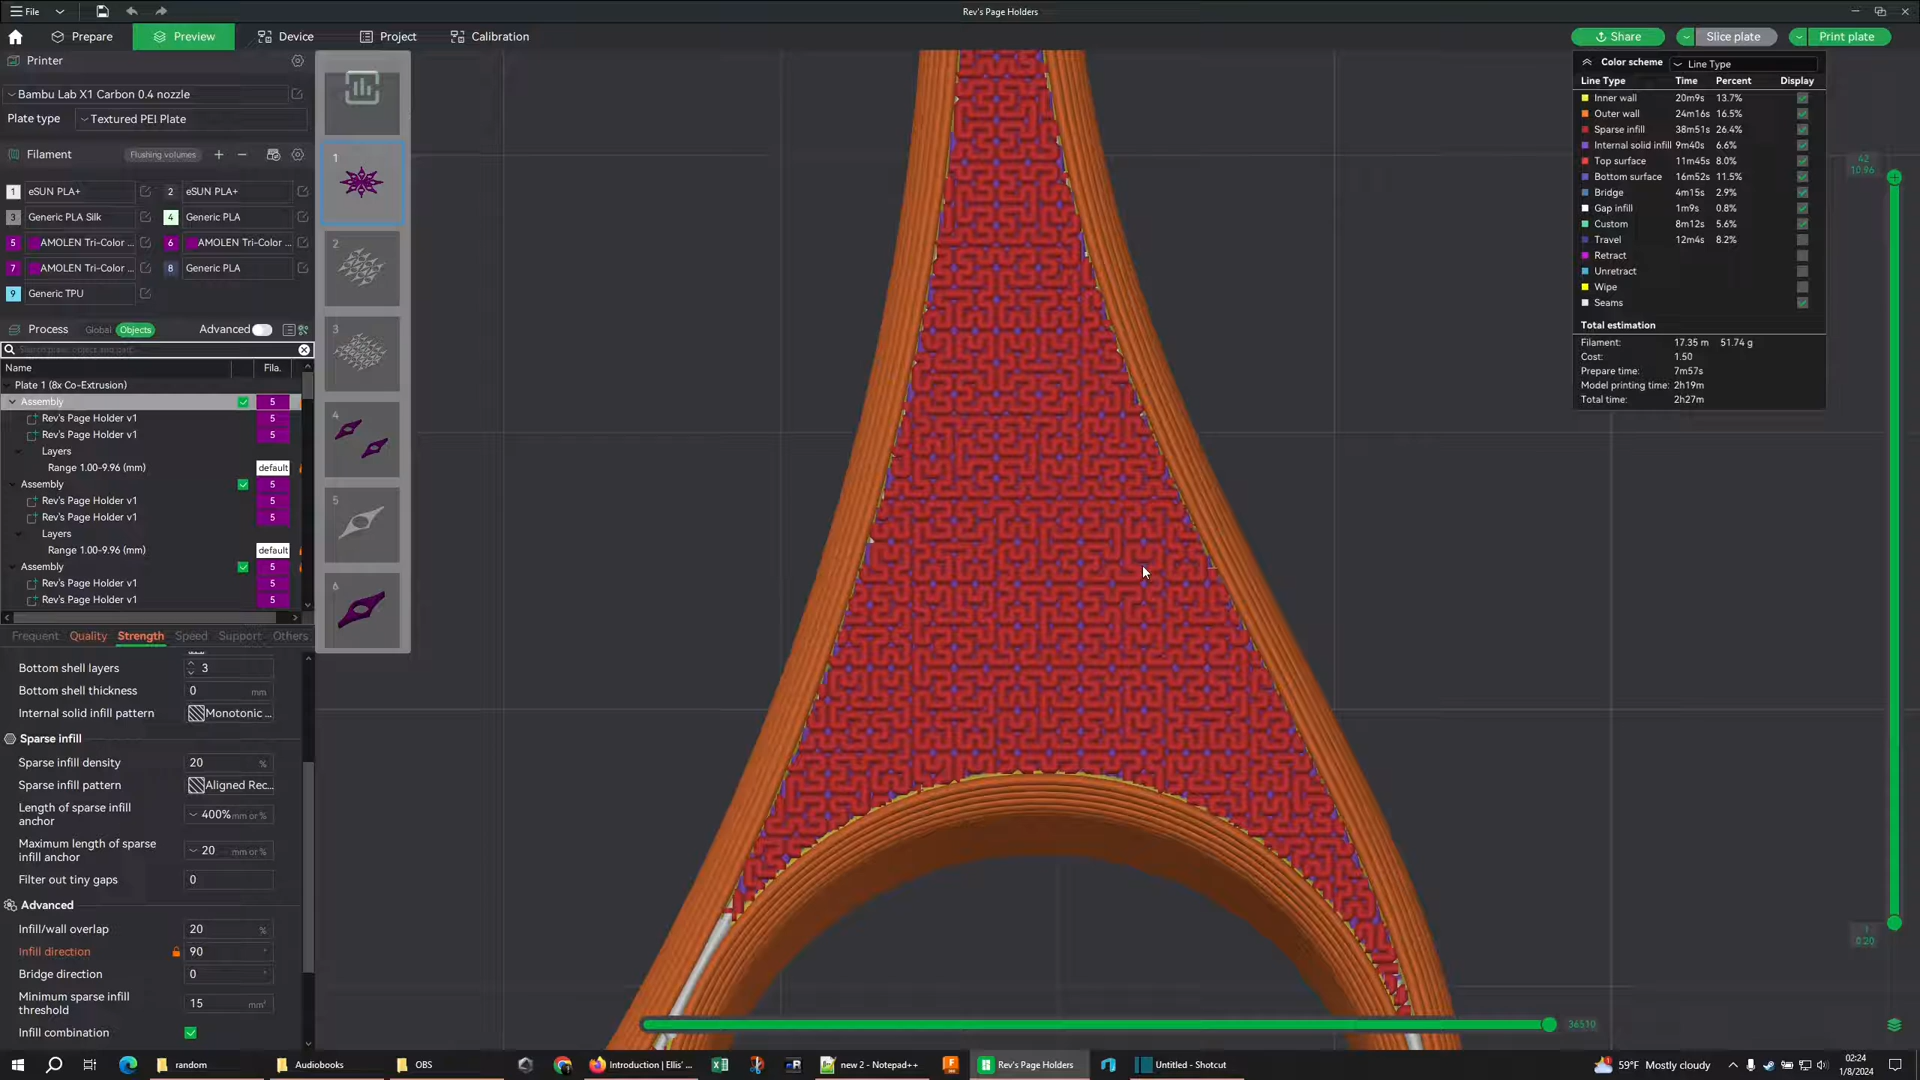 File
Rev's Page Holders
Prepare
Preview
Device
Project
Calibration
Share
Slice plate
Print plate
Printer
Bambu Lab X1 Carbon 0.4 nozzle
Plate type
Textured PEI Plate
Filament
Flushing volumes
1 eSUN PLA+
2 eSUN PLA+
3 Generic PLA Silk
4 Generic PLA
5 AMOLEN Tri-Color ...
6 AMOLEN Tri-Color ...
7 AMOLEN Tri-Color ...
8 Generic PLA
9 Generic TPU
Process Global Objects Advanced
Name Fila.
Plate 1 (8x Co-Extrusion)
Assembly 5
Rev's Page Holder v1 5
Rev's Page Holder v1 5
Layers
Range 1.00-9.96 (mm) default
Assembly 5
Rev's Page Holder v1 5
Rev's Page Holder v1 5
Layers
Range 1.00-9.96 (mm) default
Assembly 5
Rev's Page Holder v1 5
Rev's Page Holder v1 5
Frequent Quality Strength Speed Support Others
Bottom shell layers 3
Bottom shell thickness 0 mm
Internal solid infill pattern Monotonic ...
Sparse infill
Sparse infill density 20 %
Sparse infill pattern Aligned Rec...
Length of sparse infill
anchor 400% mm or %
Maximum length of sparse
infill anchor 20 mm or %
Filter out tiny gaps 0
Advanced
Infill/wall overlap 20 %
Infill direction 90 °
Bridge direction 0 °
Minimum sparse infill
threshold 15 mm²
Infill combination
1
2
3
4
5
6
Color scheme Line Type
Line Type Time Percent Display
Inner wall 20m9s 13.7%
Outer wall 24m16s 16.5%
Sparse infill 38m51s 26.4%
Internal solid infill 9m40s 6.6%
Top surface 11m45s 8.0%
Bottom surface 16m52s 11.5%
Bridge 4m15s 2.9%
Gap infill 1m9s 0.8%
Custom 8m12s 5.6%
Travel 12m4s 8.2%
Retract
Unretract
Wipe
Seams
Total estimation
Filament: 17.35 m 51.74 g
Cost: 1.50
Prepare time: 7m57s
Model printing time: 2h19m
Total time: 2h27m
42
10.96
1
0.20
36510
random
Audiobooks
OBS
Introduction | Ellis' ...
new 2 - Notepad++
Rev's Page Holders
Untitled - Shotcut
59°F Mostly cloudy
02:24
1/8/2024